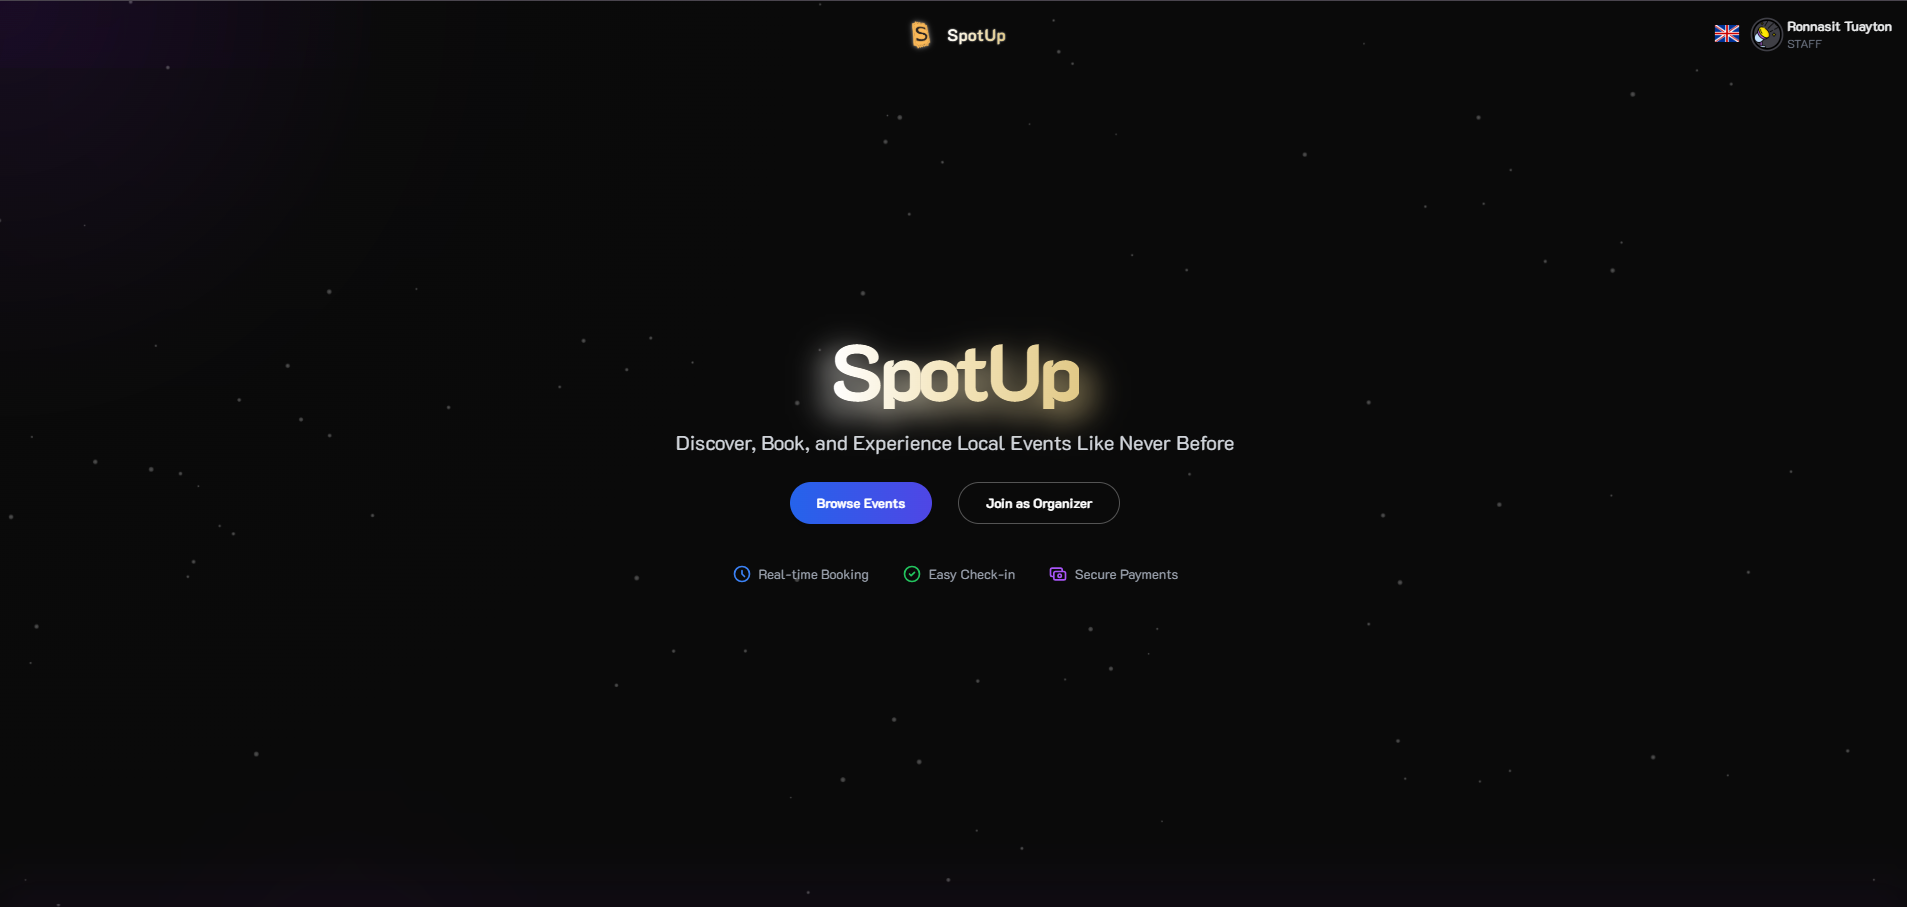 S SpotUp
Ronnasit Tuayton
STAFF
SpotUp
Discover, Book, and Experience Local Events Like Never Before
Browse Events
Join as Organizer
Real-time Booking
Easy Check-in
Secure Payments